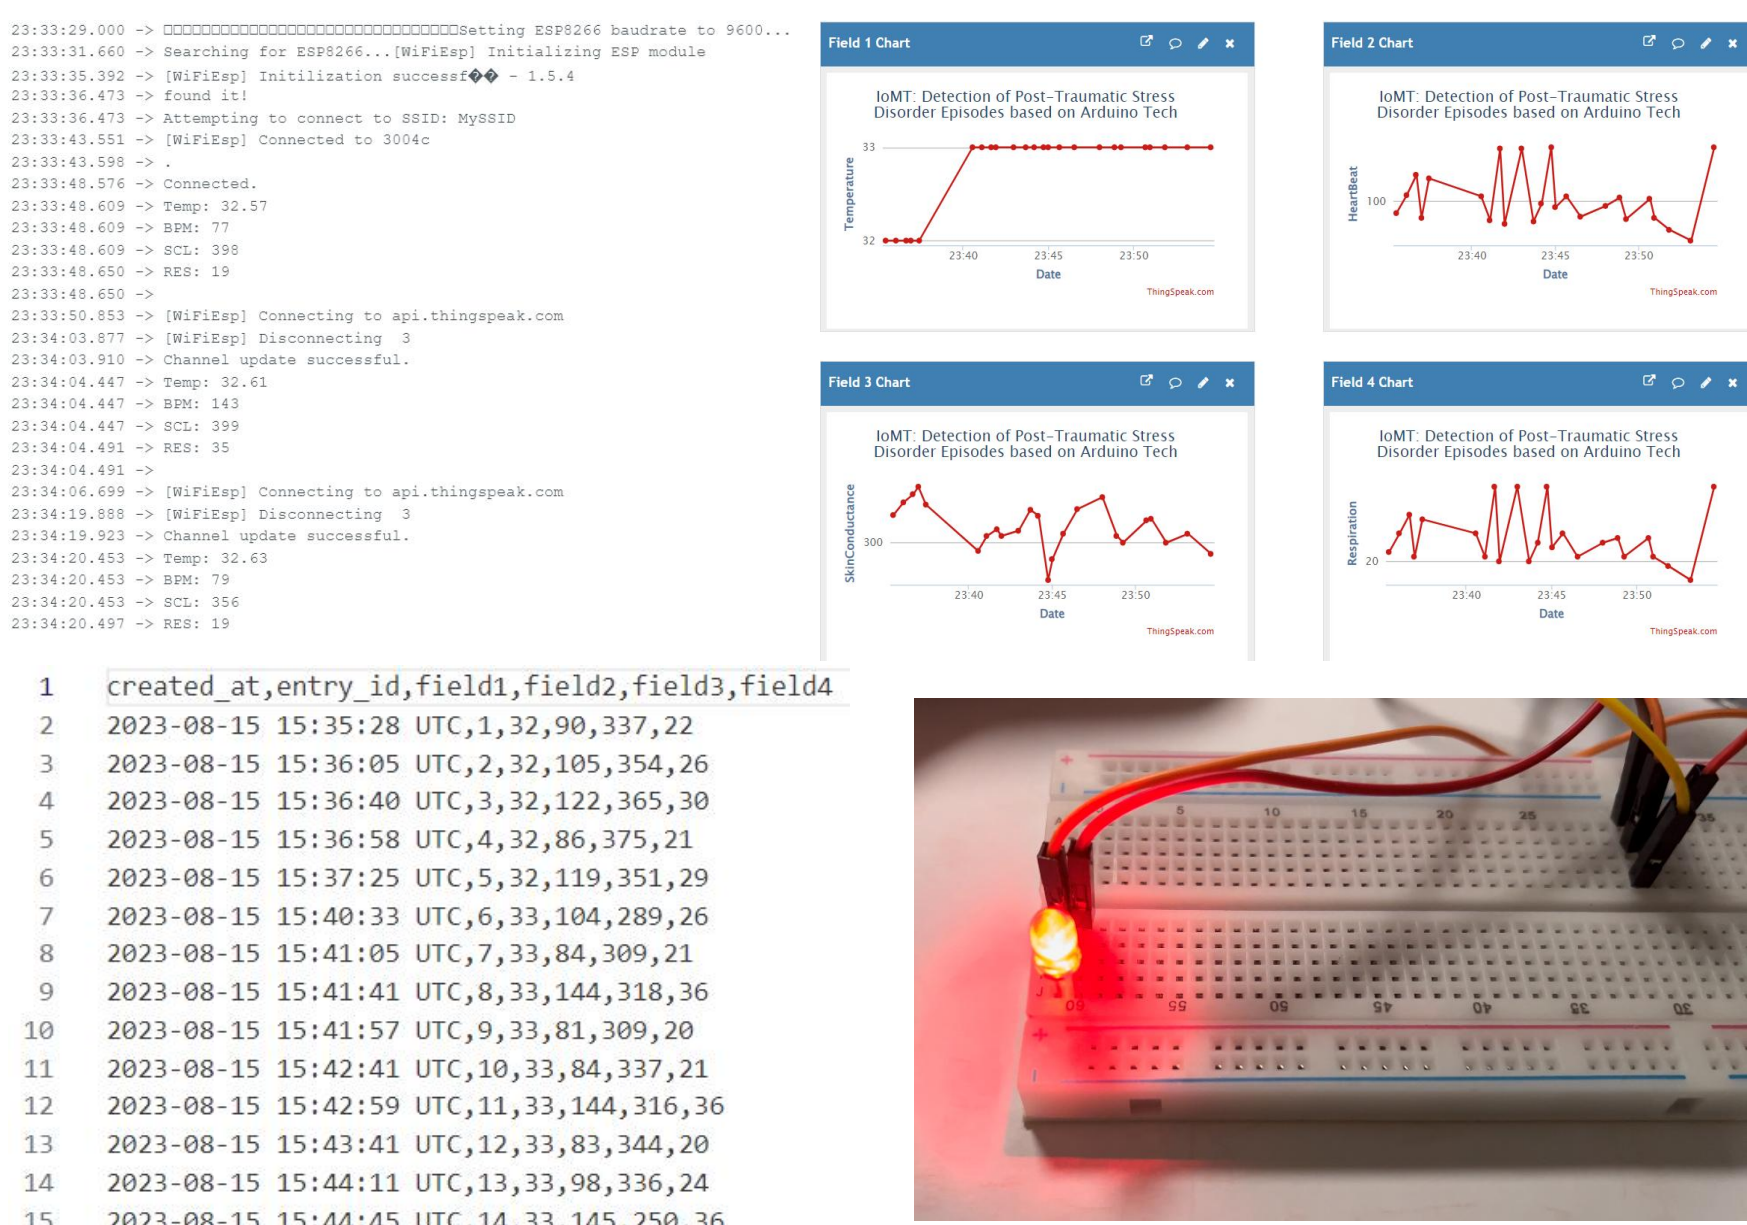 23:33:29.000 -> □□□□□□□□□□□□□□□□□□□□□□□□□□□□□□□Setting ESP8266 baudrate to 9600...
23:33:31.660 -> Searching for ESP8266...[WiFiEsp] Initializing ESP module
23:33:35.392 -> [WiFiEsp] Initilization successf�� - 1.5.4
23:33:36.473 -> found it!
23:33:36.473 -> Attempting to connect to SSID: MySSID
23:33:43.551 -> [WiFiEsp] Connected to 3004c
23:33:43.598 -> .
23:33:48.576 -> Connected.
23:33:48.609 -> Temp: 32.57
23:33:48.609 -> BPM: 77
23:33:48.609 -> SCL: 398
23:33:48.650 -> RES: 19
23:33:48.650 ->
23:33:50.853 -> [WiFiEsp] Connecting to api.thingspeak.com
23:34:03.877 -> [WiFiEsp] Disconnecting  3
23:34:03.910 -> Channel update successful.
23:34:04.447 -> Temp: 32.61
23:34:04.447 -> BPM: 143
23:34:04.447 -> SCL: 399
23:34:04.491 -> RES: 35
23:34:04.491 ->
23:34:06.699 -> [WiFiEsp] Connecting to api.thingspeak.com
23:34:19.888 -> [WiFiEsp] Disconnecting  3
23:34:19.923 -> Channel update successful.
23:34:20.453 -> Temp: 32.63
23:34:20.453 -> BPM: 79
23:34:20.453 -> SCL: 356
23:34:20.497 -> RES: 19
Field 1 Chart
IoMT: Detection of Post-Traumatic Stress
Disorder Episodes based on Arduino Tech
Temperature
33
32
23:40 23:45 23:50
Date
ThingSpeak.com
Field 2 Chart
IoMT: Detection of Post-Traumatic Stress
Disorder Episodes based on Arduino Tech
HeartBeat
100
23:40 23:45 23:50
Date
ThingSpeak.com
Field 3 Chart
IoMT: Detection of Post-Traumatic Stress
Disorder Episodes based on Arduino Tech
SkinConductance
300
23:40 23:45 23:50
Date
ThingSpeak.com
Field 4 Chart
IoMT: Detection of Post-Traumatic Stress
Disorder Episodes based on Arduino Tech
Respiration
20
23:40 23:45 23:50
Date
ThingSpeak.com
1 created_at,entry_id,field1,field2,field3,field4
2 2023-08-15 15:35:28 UTC,1,32,90,337,22
3 2023-08-15 15:36:05 UTC,2,32,105,354,26
4 2023-08-15 15:36:40 UTC,3,32,122,365,30
5 2023-08-15 15:36:58 UTC,4,32,86,375,21
6 2023-08-15 15:37:25 UTC,5,32,119,351,29
7 2023-08-15 15:40:33 UTC,6,33,104,289,26
8 2023-08-15 15:41:05 UTC,7,33,84,309,21
9 2023-08-15 15:41:41 UTC,8,33,144,318,36
10 2023-08-15 15:41:57 UTC,9,33,81,309,20
11 2023-08-15 15:42:41 UTC,10,33,84,337,21
12 2023-08-15 15:42:59 UTC,11,33,144,316,36
13 2023-08-15 15:43:41 UTC,12,33,83,344,20
14 2023-08-15 15:44:11 UTC,13,33,98,336,24
15 2023-08-15 15:44:45 UTC,14,33,145,250,36
5 10 15 20 25 35
J
60 55 50 45 40 35 30